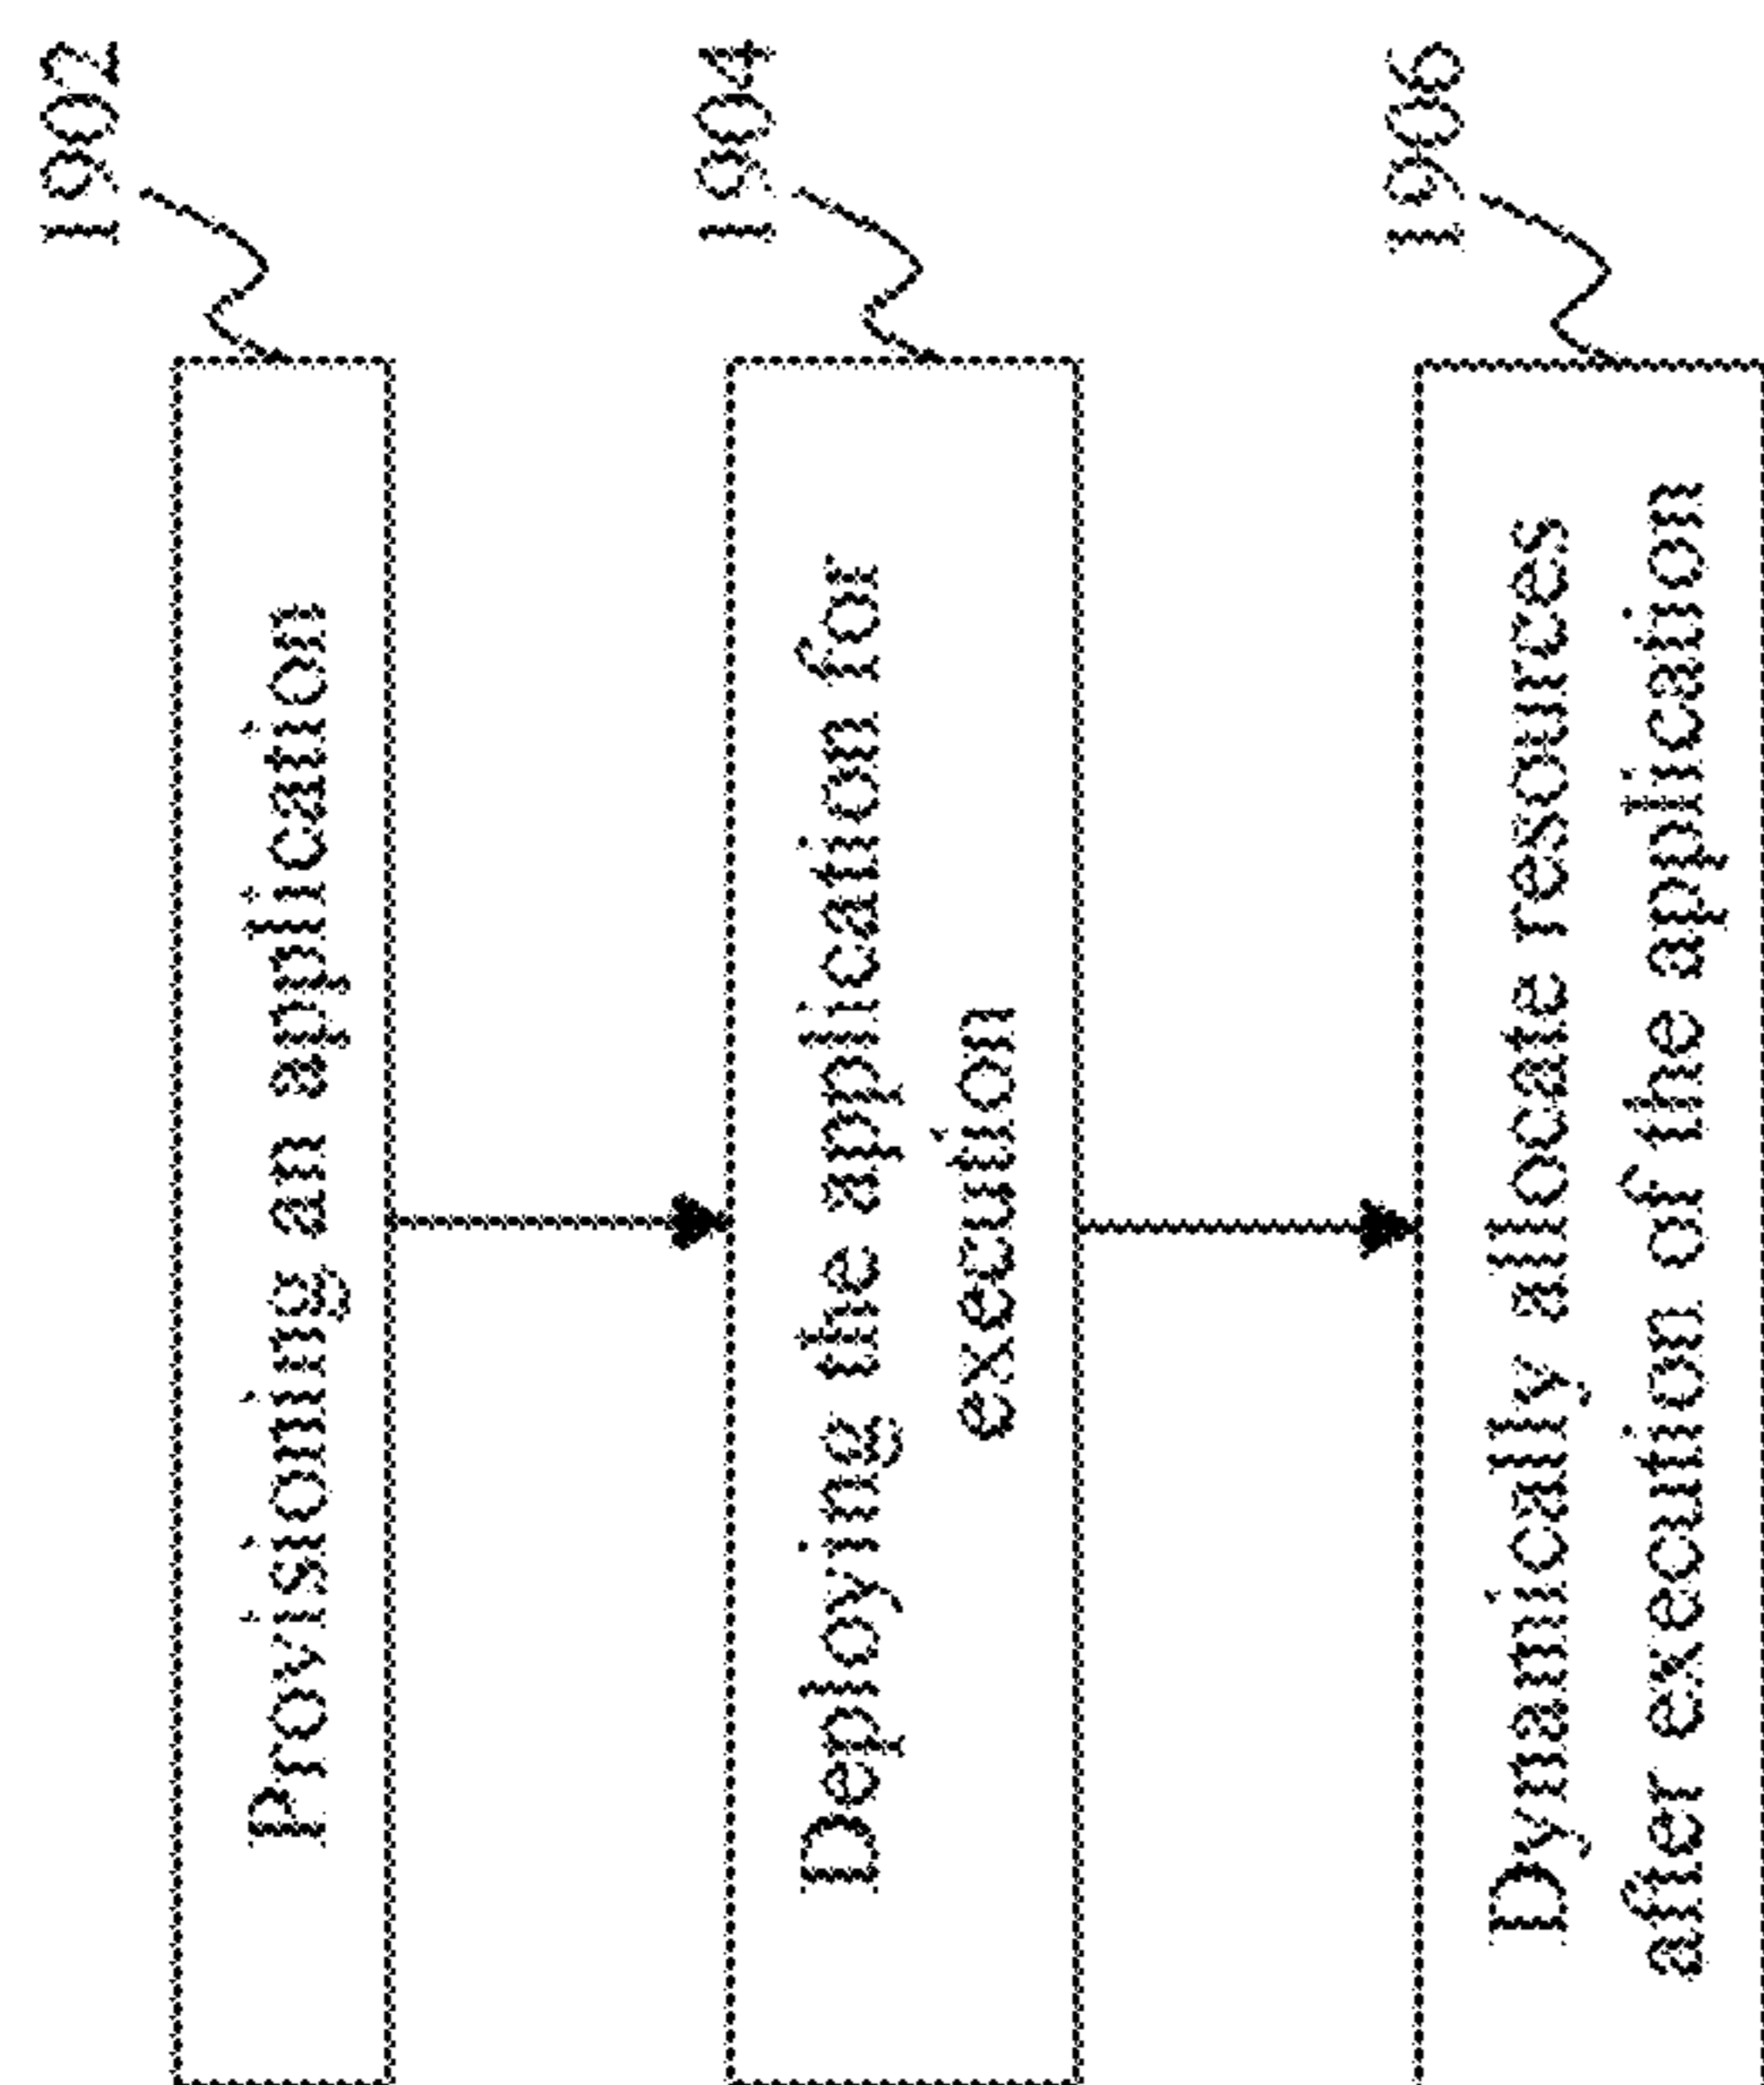 1902
Provisioning an application
1904
Deploying the application for
execution
1906
Dynamically allocate resources
after execution of the application